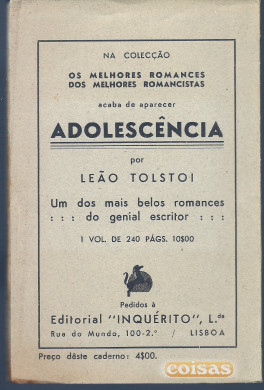 NA COLECÇÃO
OS MELHORES ROMANCES
DOS MELHORES ROMANCISTAS
acaba de aparecer
ADOLESCÊNCIA
por
LEÃO TOLSTOI
Um dos mais belos romances
: : : do genial escritor : : :
1 VOL. DE 240 PÁGS. 10$00
Pedidos à
Editorial "INQUÉRITO", L.da
Rua do Mundo, 100-2.º / LISBOA
Preço dêste caderno: 4$00.
coisas